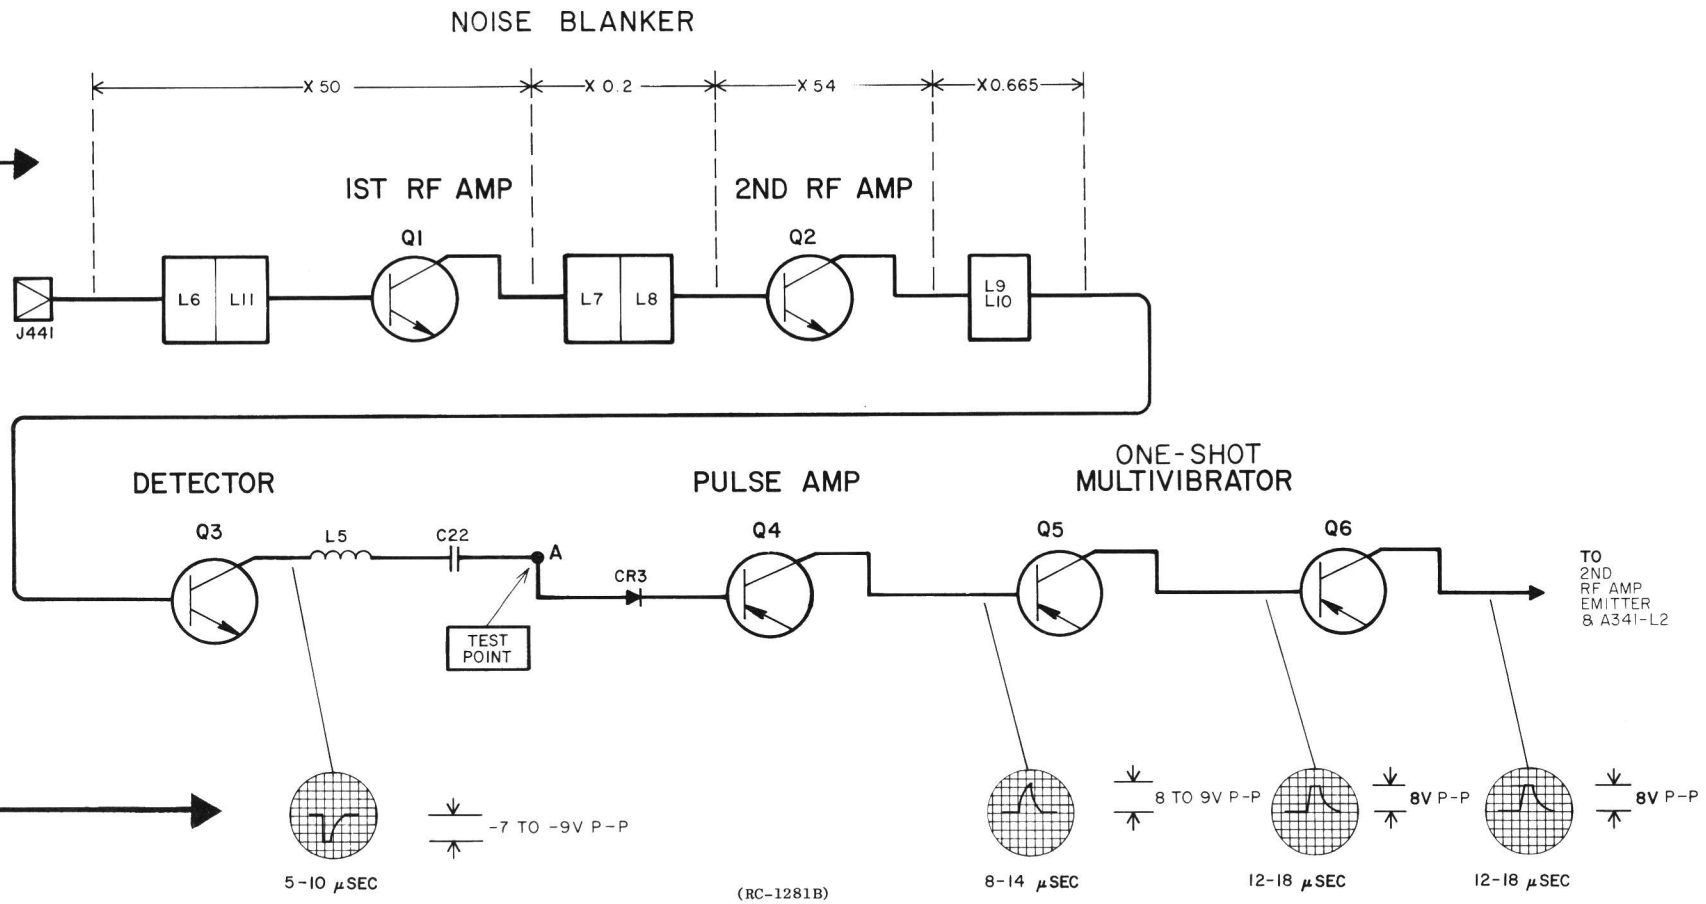 NOISE BLANKER
X 50
X 0.2
X 54
X 0.665
1ST RF AMP
2ND RF AMP
Q1
Q2
J441
L6
L11
L7
L8
L9
L10
DETECTOR
PULSE AMP
ONE-SHOT
MULTIVIBRATOR
Q3
L5
C22
A
CR3
Q4
Q5
Q6
TEST
POINT
TO
2ND
RF AMP
EMITTER
& A341-L2
-7 TO -9V P-P
8 TO 9V P-P
8V P-P
8V P-P
5-10 μSEC
8-14 μSEC
12-18 μSEC
12-18 μSEC
(RC-1281B)